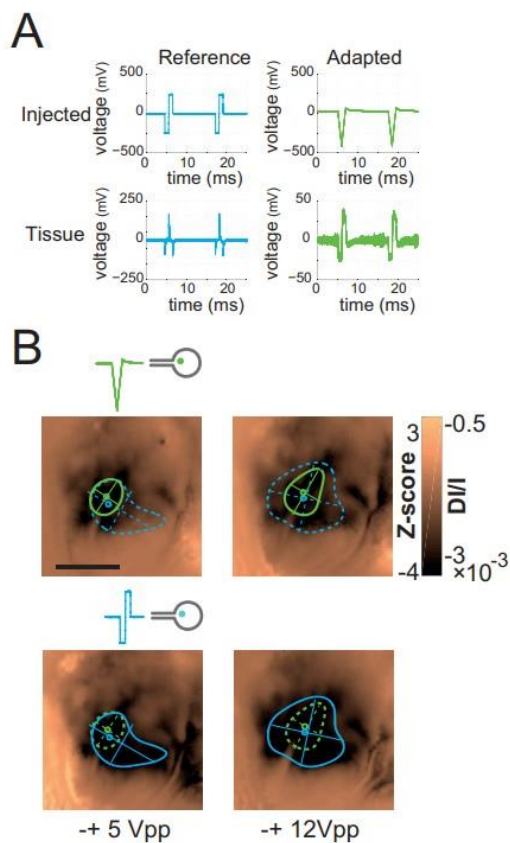 A
Reference Adapted
Injected
voltage (mV)
500
0
−500
0 10 20
time (ms)
voltage (mV)
500
0
−500
0 10 20
time (ms)
Tissue
voltage (mV)
250
0
−250
0 10 20
time (ms)
voltage (mV)
50
0
−50
0 10 20
time (ms)
B
Z-score
3
-4
DI/I
-0.5
-3
×10-3
-+ 5 Vpp -+ 12Vpp